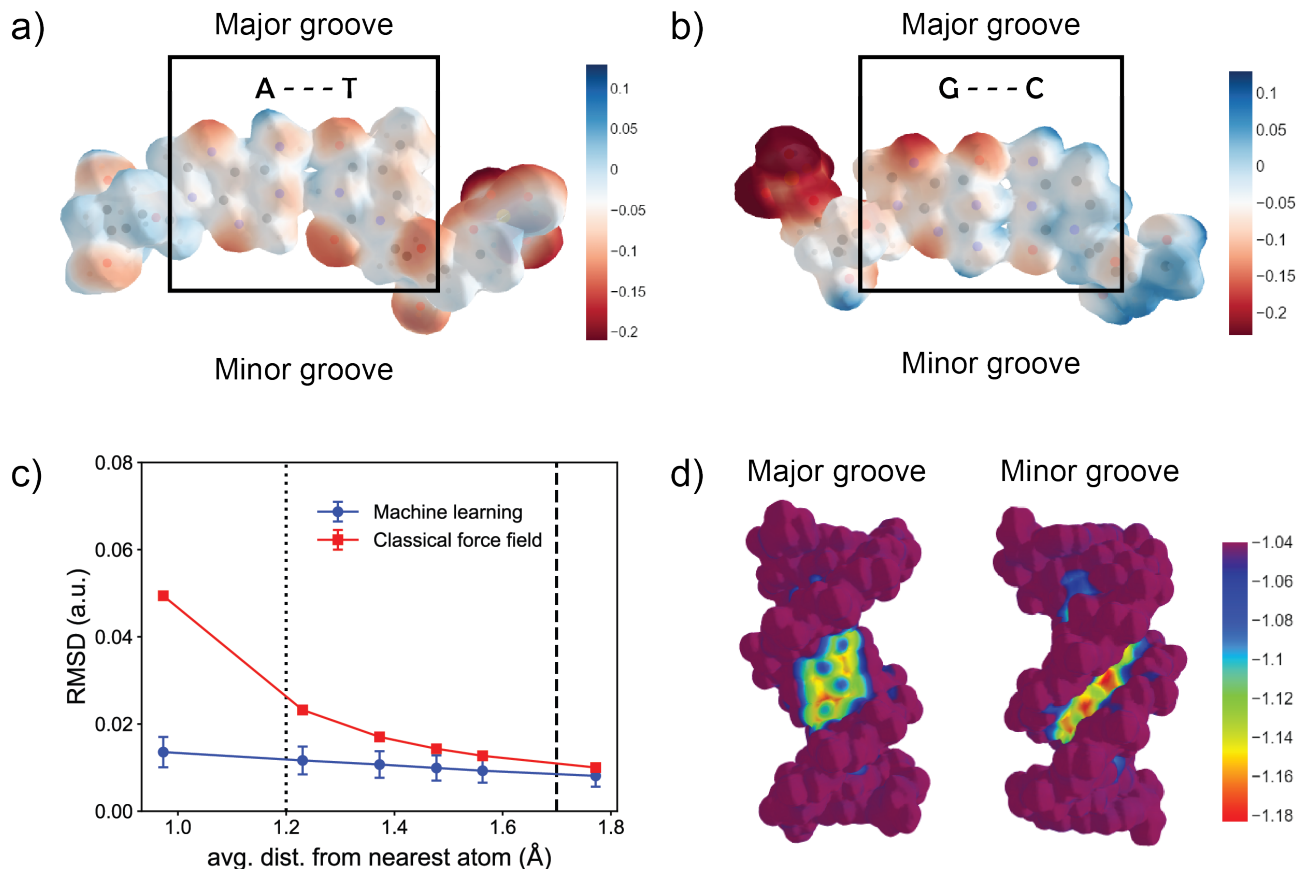 a)
Major groove
A - - - T
0.1
0.05
0
−0.05
−0.1
−0.15
−0.2
Minor groove
b)
Major groove
G - - - C
0.1
0.05
0
−0.05
−0.1
−0.15
−0.2
Minor groove
c)
RMSD (a.u.)
0.08
0.06
0.04
0.02
0.00
Machine learning
Classical force field
1.0 1.2 1.4 1.6 1.8
avg. dist. from nearest atom (Å)
d)
Major groove
Minor groove
−1.04
−1.06
−1.08
−1.1
−1.12
−1.14
−1.16
−1.18